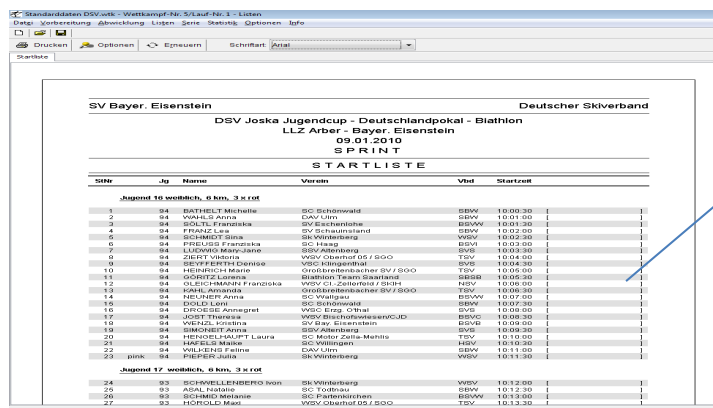 Standarddaten DSV.wtk - Wettkampf-Nr. 5/Lauf-Nr. 1 - Listen
Datei Vorbereitung Abwicklung Listen Serie Statistik Optionen Info
Drucken Optionen Erneuern Schriftart: Arial
Startliste
SV Bayer. Eisenstein Deutscher Skiverband
DSV Joska Jugendcup - Deutschlandpokal - Biathlon
LLZ Arber - Bayer. Eisenstein
09.01.2010
SPRINT
STARTLISTE
StNr Jg Name Verein Vbd Startzeit
Jugend 16 weiblich, 6 km, 3 x rot
1 94 BATHELT Michelle SC Schönwald SBW 10:00:30 [ ]
2 94 WAHLS Anna DAV Ulm SBW 10:01:00 [ ]
3 94 SÖLTL Franziska SV Eschenlohe BSVW 10:01:30 [ ]
4 94 FRANZ Lea SV Schauinsland SBW 10:02:00 [ ]
5 94 SCHMIDT Sina Sk Winterberg WSV 10:02:30 [ ]
6 94 PREUSS Franziska SC Haag BSVI 10:03:00 [ ]
7 94 LUDWIG Mary-Jane SSV Altenberg SVS 10:03:30 [ ]
8 94 ZIERT Viktoria WSV Oberhof 05 / SGO TSV 10:04:00 [ ]
9 94 SEYFFERTH Denise VSC Klingenthal SVS 10:04:30 [ ]
10 94 HEINRICH Marie Großbreitenbacher SV / SGO TSV 10:05:00 [ ]
11 94 GÖRITZ Lorena Biathlon Team Saarland SBSB 10:05:30 [ ]
12 94 GLEICHMANN Franziska WSV Cl.-Zellerfeld / SKIH NSV 10:06:00 [ ]
13 94 KAHL Amanda Großbreitenbacher SV / SGO TSV 10:06:30 [ ]
14 94 NEUNER Anna SC Wallgau BSVW 10:07:00 [ ]
15 94 DOLD Leni SC Schönwald SBW 10:07:30 [ ]
16 94 DROESE Annegret WSC Erzg. O'thal SVS 10:08:00 [ ]
17 94 JOST Theresa WSV Bischofswiesen/CJD BSVC 10:08:30 [ ]
18 94 WENZL Kristina SV Bay. Eisenstein BSVB 10:09:00 [ ]
19 94 SIMONEIT Anna SSV Altenberg SVS 10:09:30 [ ]
20 94 HENGELHAUPT Laura SC Motor Zella-Mehlis TSV 10:10:00 [ ]
21 94 HAFELS Maike SC Willingen HSV 10:10:30 [ ]
22 94 WILKENS Feline DAV Ulm SBW 10:11:00 [ ]
23 pink 94 PIEPER Julia Sk Winterberg WSV 10:11:30 [ ]
Jugend 17 weiblich, 6 km, 3 x rot
24 93 SCHWELLENBERG Ivon Sk Winterberg WSV 10:12:00 [ ]
25 93 ASAL Natalie SC Todtnau SBW 10:12:30 [ ]
26 93 SCHMID Melanie SC Partenkirchen BSVW 10:13:00 [ ]
27 93 HÖROLD Maxi WSV Oberhof 05 / SGO TSV 10:13:30 [ ]